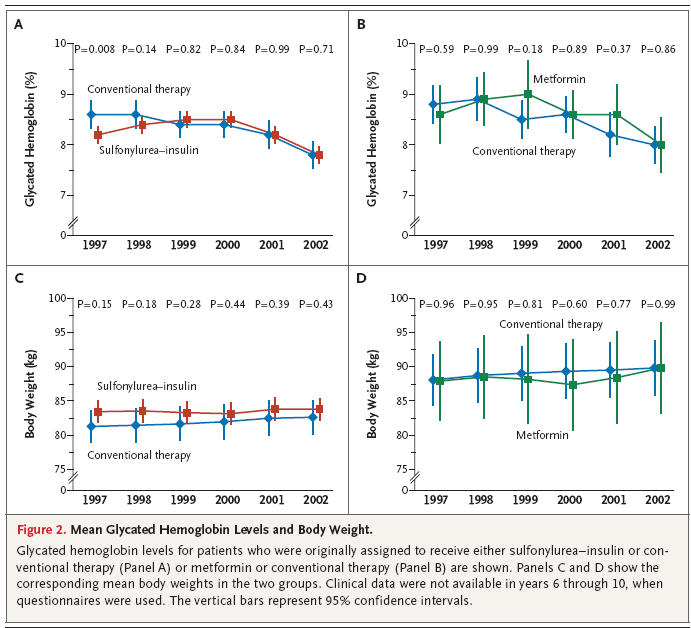 A
P=0.008 P=0.14 P=0.82 P=0.84 P=0.99 P=0.71
Glycated Hemoglobin (%)
10
9
8
7
0
Conventional therapy
Sulfonylurea–insulin
1997 1998 1999 2000 2001 2002
B
P=0.59 P=0.99 P=0.18 P=0.89 P=0.37 P=0.86
Glycated Hemoglobin (%)
10
9
8
7
0
Metformin
Conventional therapy
1997 1998 1999 2000 2001 2002
C
P=0.15 P=0.18 P=0.28 P=0.44 P=0.39 P=0.43
Body Weight (kg)
100
95
90
85
80
75
0
Sulfonylurea–insulin
Conventional therapy
1997 1998 1999 2000 2001 2002
D
P=0.96 P=0.95 P=0.81 P=0.60 P=0.77 P=0.99
Body Weight (kg)
100
95
90
85
80
75
0
Conventional therapy
Metformin
1997 1998 1999 2000 2001 2002
Figure 2. Mean Glycated Hemoglobin Levels and Body Weight.
Glycated hemoglobin levels for patients who were originally assigned to receive either sulfonylurea–insulin or con-
ventional therapy (Panel A) or metformin or conventional therapy (Panel B) are shown. Panels C and D show the
corresponding mean body weights in the two groups. Clinical data were not available in years 6 through 10, when
questionnaires were used. The vertical bars represent 95% confidence intervals.